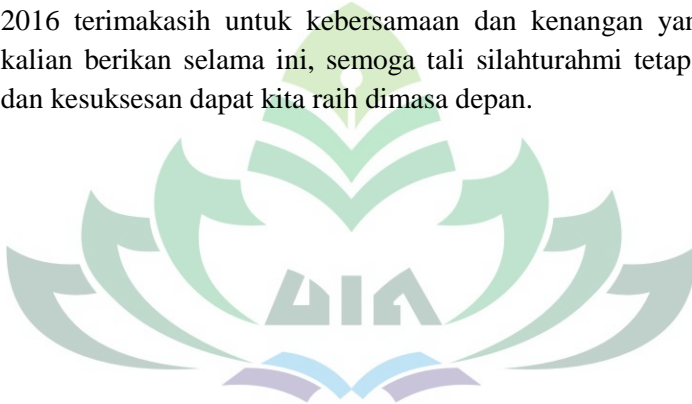 2016 terimakasih untuk kebersamaan dan kenangan yan
kalian berikan selama ini, semoga tali silahturahmi tetap
dan kesuksesan dapat kita raih dimasa depan.
UIN